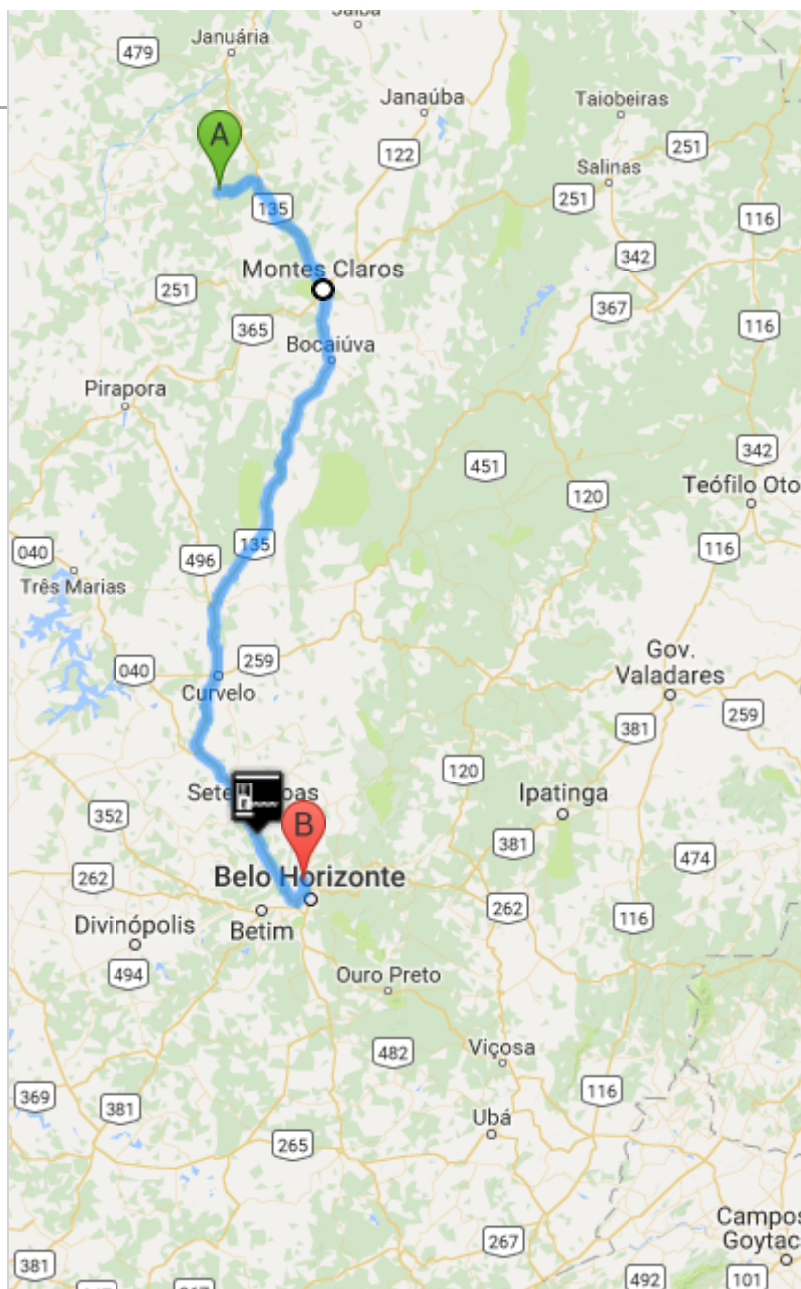 Januária
479
Janaúba
Taiobeiras
A
122
251
Salinas
251
135
116
Montes Claros
342
251
367
365
116
Bocaiúva
Pirapora
342
451
Teófilo Oto
120
135
116
040
496
Três Marias
259
Gov.
Valadares
040
Curvelo
259
381
120
Sete
oas
Ipatinga
352
B
381
474
262
Belo Horizonte
262
116
Betim
Divinópolis
494
Ouro Preto
482
Viçosa
116
369
381
Ubá
265
Campos
Goytac
267
381
492
101